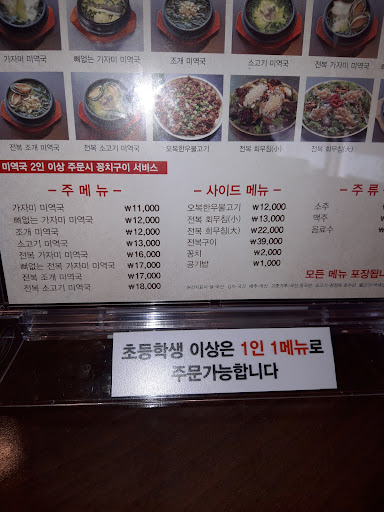 가자미 미역국
뼈없는 가자미 미역국
조개 미역국
소고기 미역국
전복 가자미 미역국
전복 조개 미역국
전복 소고기 미역국
오복한우불고기
전복 회무침(小)
전복 회무침(大)
미역국 2인 이상 주문시 꽁치구이 서비스
- 주 메뉴 -
가자미 미역국 ₩11,000
뼈없는 가자미 미역국 ₩12,000
조개 미역국 ₩12,000
소고기 미역국 ₩13,000
전복 가자미 미역국 ₩16,000
뼈없는 전복 가자미 미역국 ₩17,000
전복 조개 미역국 ₩17,000
전복 소고기 미역국 ₩18,000
- 사이드 메뉴 -
오복한우불고기 ₩12,000
전복 회무침(小) ₩13,000
전복 회무침(大) ₩22,000
전복구이 ₩39,000
꽁치 ₩2,000
공기밥 ₩1,000
- 주 류
소주
맥주
음료수
모든 메뉴 포장됩니
초등학생 이상은 1인 1메뉴로
주문가능합니다